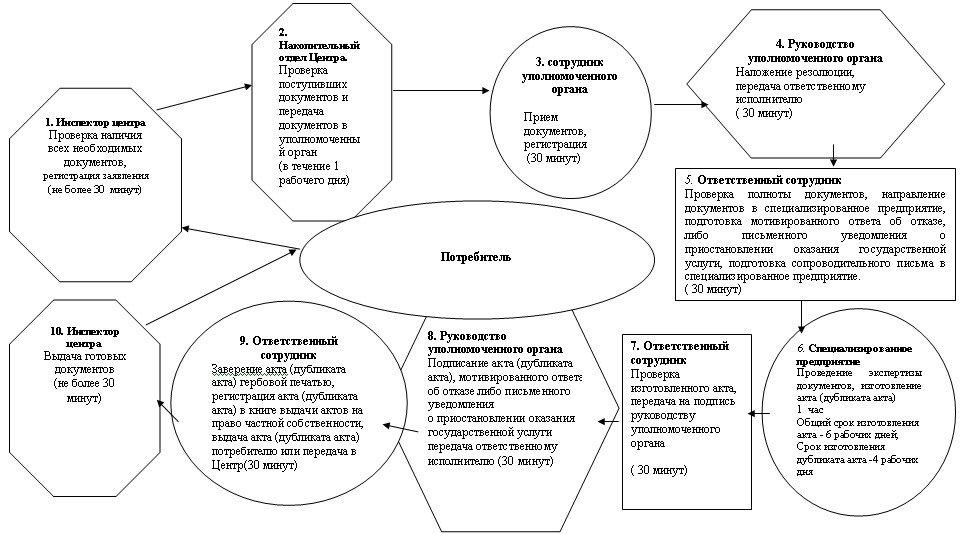 1. Инспектор центра
Проверка наличия
всех необходимых
документов,
регистрация заявления
(не более 30 минут)
2.
Накопительный
отдел Центра.
Проверка
поступивших
документов и
передача
документов в
уполномоченны
й орган
(в течение 1
рабочего дня)
3. сотрудник
уполномоченного
органа
Прием
документов,
регистрация
(30 минут)
4. Руководство
уполномоченного органа
Наложение резолюции,
передача ответственному
исполнителю
( 30 минут)
5. Ответственный сотрудник
Проверка полноты документов, направление
документов в специализированное предприятие,
подготовка мотивированного ответа об отказе,
либо письменного уведомления о
приостановлении оказания государственной
услуги, подготовка сопроводительного письма в
специализированное предприятие.
( 30 минут)
Потребитель
6. Специализированное
предприятие
Проведение экспертизы
документов, изготовление
акта (дубликата акта)
1 час
Общий срок изготовления
акта - 6 рабочих дней,
Срок изготовления
дубликата акта -4 рабочих
дня
7. Ответственный
сотрудник
Проверка
изготовленного акта,
передача на подпись
руководству
уполномоченного
органа
( 30 минут)
8. Руководство
уполномоченного органа
Подписание акта (дубликата
акта), мотивированного ответа
об отказе либо письменного
уведомления
о приостановлении оказания
государственной услуги
передача ответственному
исполнителю (30 минут)
9. Ответственный
сотрудник
Заверение акта (дубликата
акта) гербовой печатью,
регистрация акта (дубликата
акта) в книге выдачи актов на
право частной собственности,
выдача акта (дубликата акта)
потребителю или передача в
Центр(30 минут)
10. Инспектор
центра
Выдача готовых
документов
(не более 30
минут)